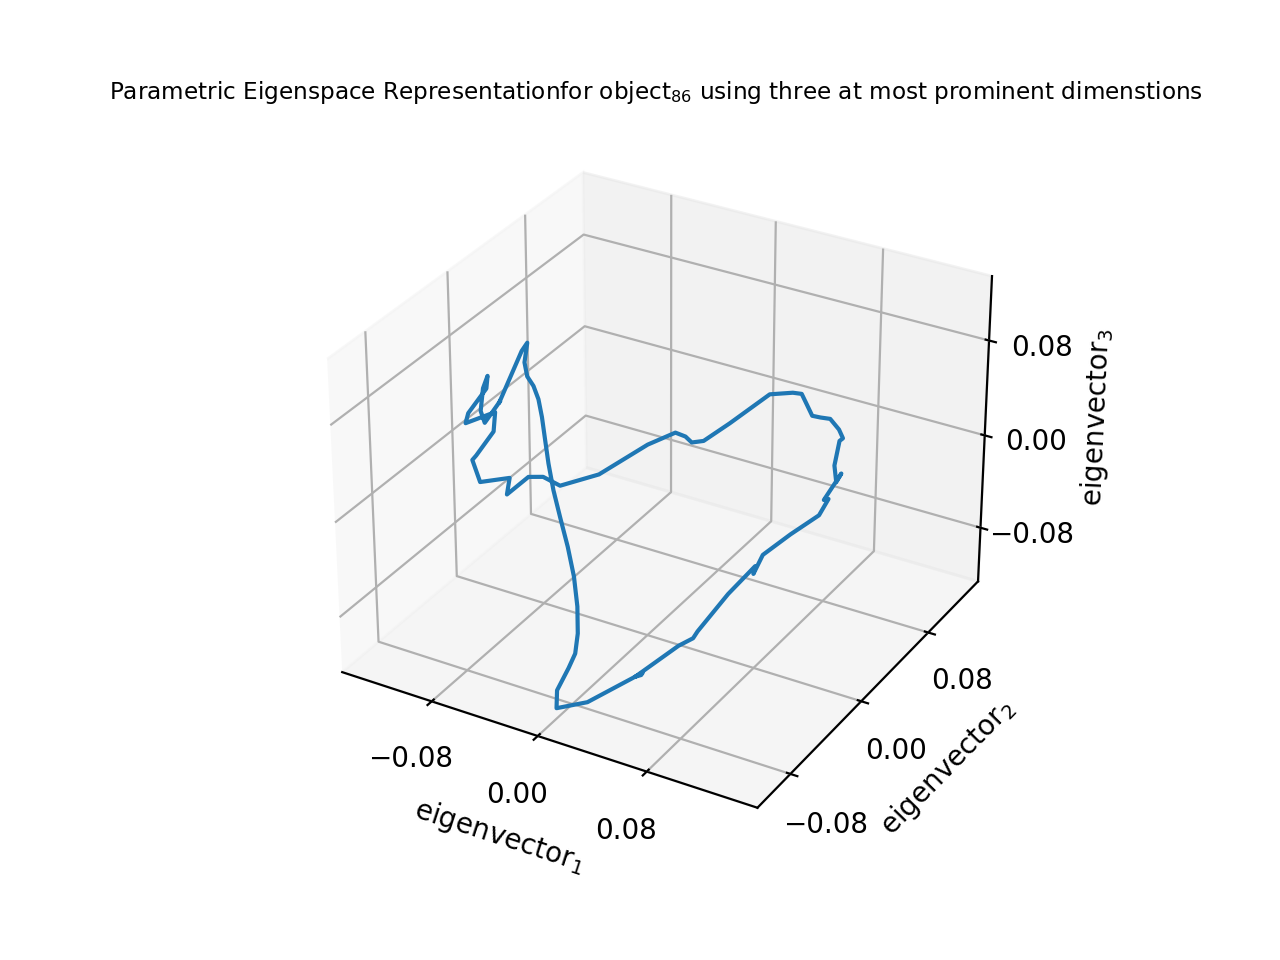 Parametric Eigenspace Representationfor object₈₆ using three at most prominent dimenstions
0.08
0.00
−0.08
eigenvector₃
0.08
0.00
−0.08
eigenvector₂
−0.08
0.00
0.08
eigenvector₁